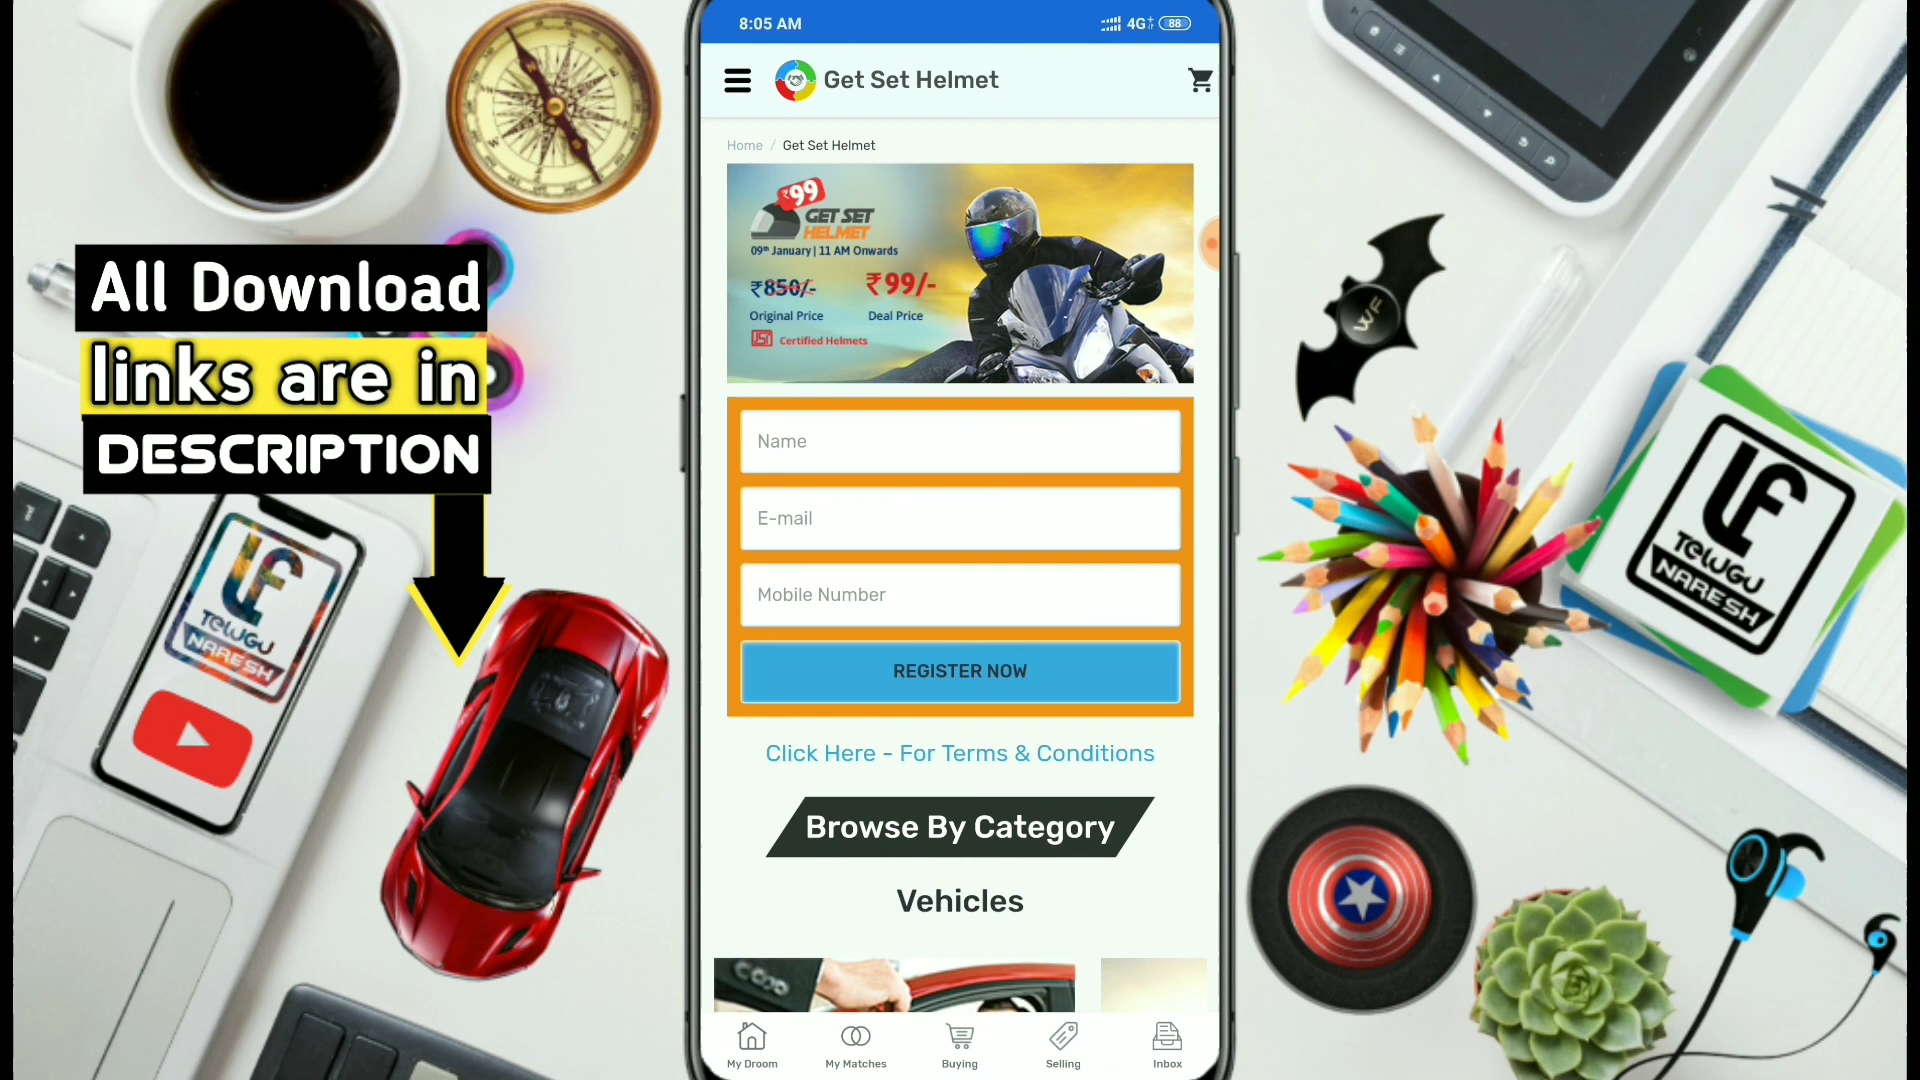 8:05 AM
4G+
88
Get Set Helmet
Home / Get Set Helmet
₹99
GET SET
HELMET
09th January | 11 AM Onwards
₹850/- ₹99/-
Original Price Deal Price
Certified Helmets
Name
E-mail
Mobile Number
REGISTER NOW
Click Here - For Terms & Conditions
Browse By Category
Vehicles
My Droom
My Matches
Buying
Selling
Inbox
All Download
links are in
DESCRIPTION
TELUGU
NARESH
WF
TELUGU
NARESH